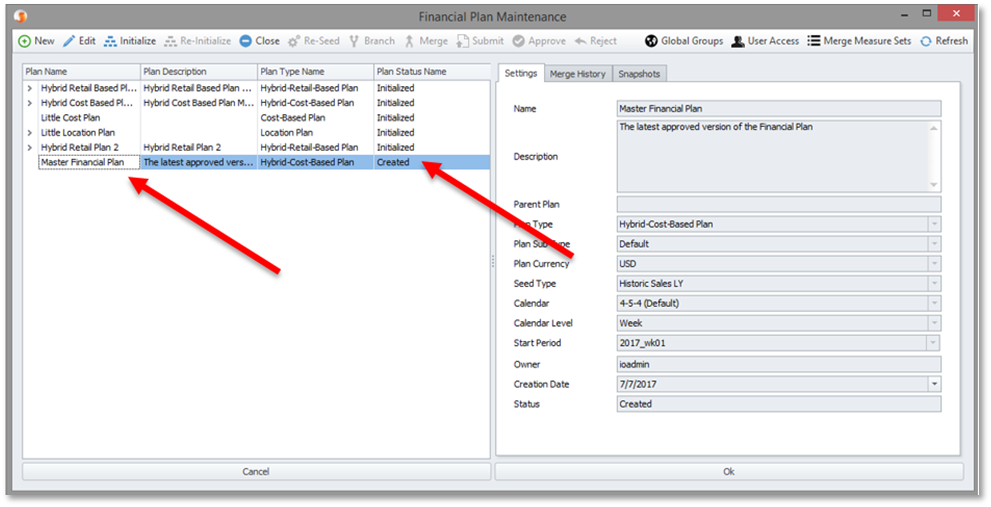 Financial Plan Maintenance
New Edit Initialize Re-Initialize Close Re-Seed Branch Merge Submit Approve Reject Global Groups User Access Merge Measure Sets Refresh
Plan Name Plan Description Plan Type Name Plan Status Name
Hybrid Retail Based Pl... Hybrid Retail Based Plan ... Hybrid-Retail-Based Plan Initialized
Hybrid Cost Based Pl... Hybrid Cost Based Plan M... Hybrid-Cost-Based Plan Initialized
Little Cost Plan Cost-Based Plan Initialized
Little Location Plan Location Plan Initialized
Hybrid Retail Plan 2 Hybrid Retail Plan 2 Hybrid-Retail-Based Plan Initialized
Master Financial Plan The latest approved vers... Hybrid-Cost-Based Plan Created
Settings Merge History Snapshots
Name Master Financial Plan
Description The latest approved version of the Financial Plan
Parent Plan
Plan Type Hybrid-Cost-Based Plan
Plan Sub Type Default
Plan Currency USD
Seed Type Historic Sales LY
Calendar 4-5-4 (Default)
Calendar Level Week
Start Period 2017_wk01
Owner ioadmin
Creation Date 7/7/2017
Status Created
Cancel Ok